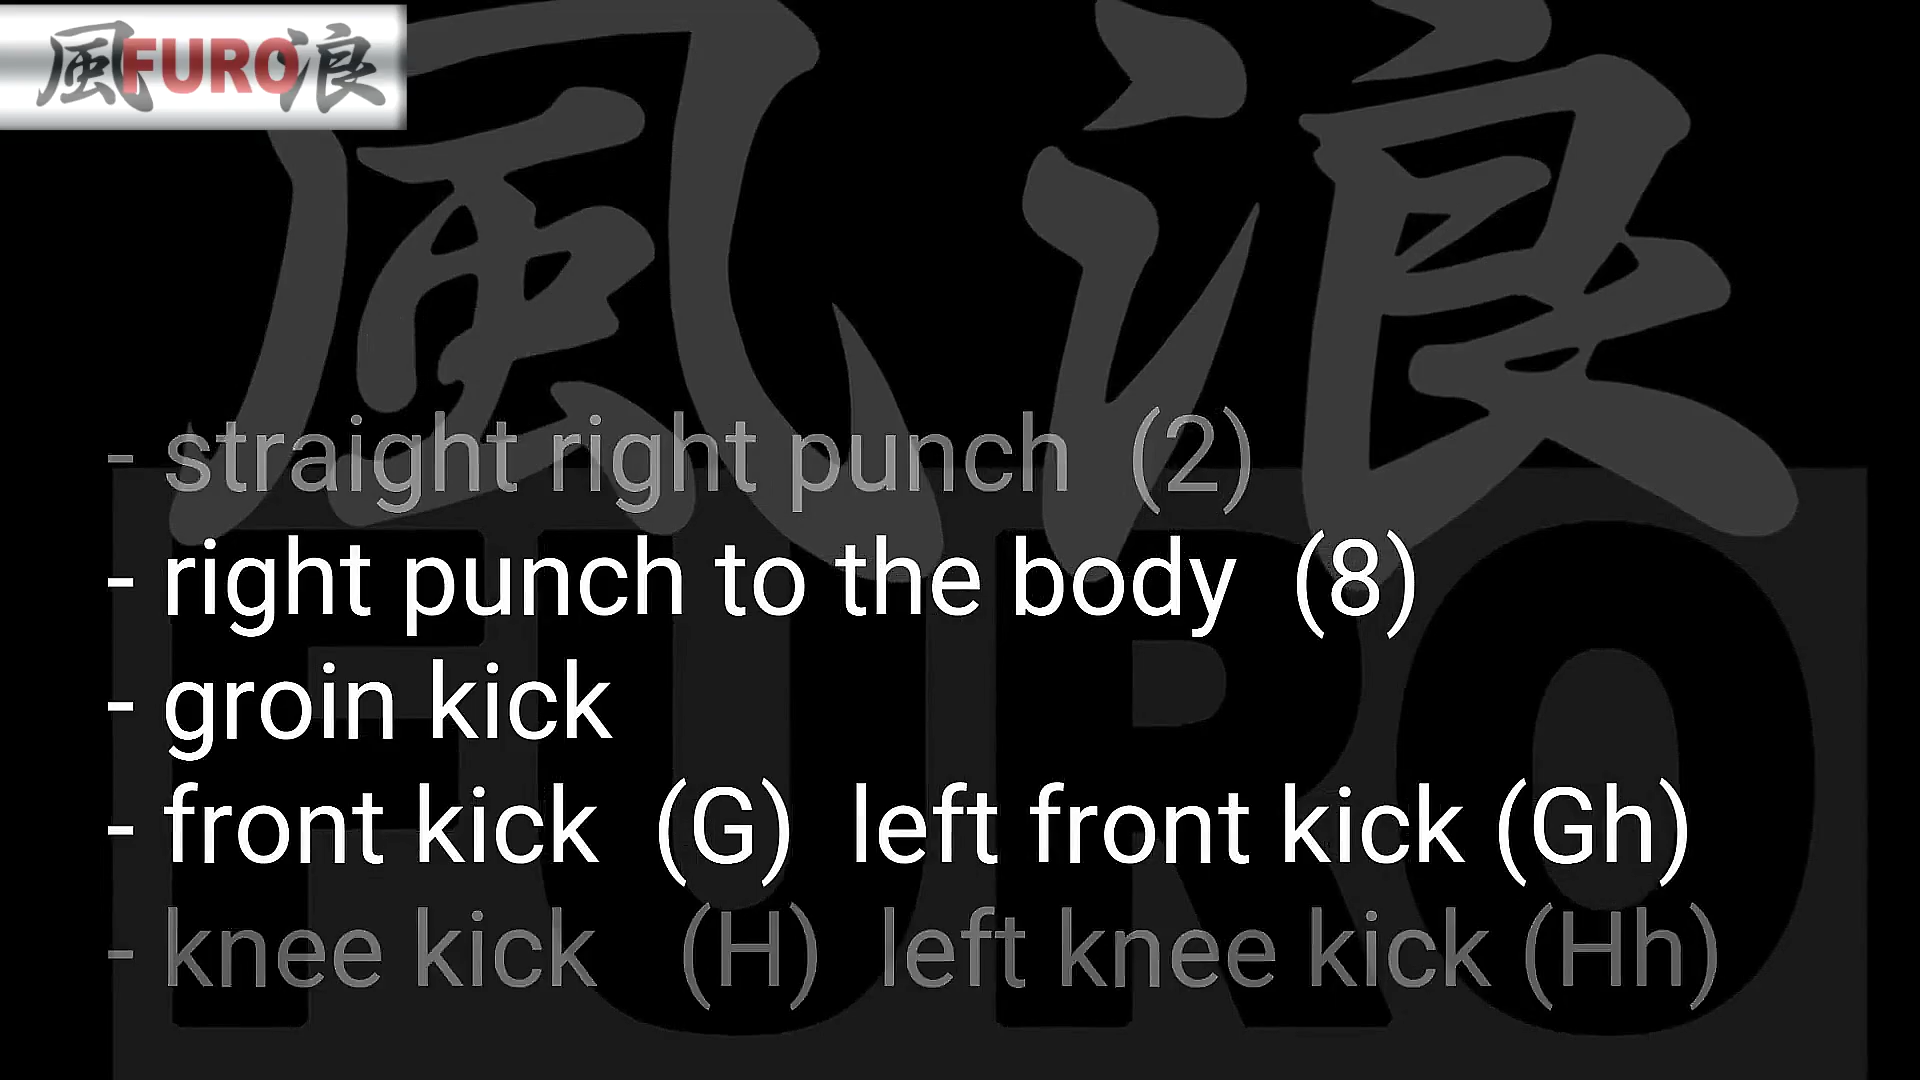 風FURO浪
風 浪
- straight right punch (2)
- right punch to the body (8)
- groin kick
- front kick (G) left front kick (Gh)
- knee kick (H) left knee kick (Hh)
FURO